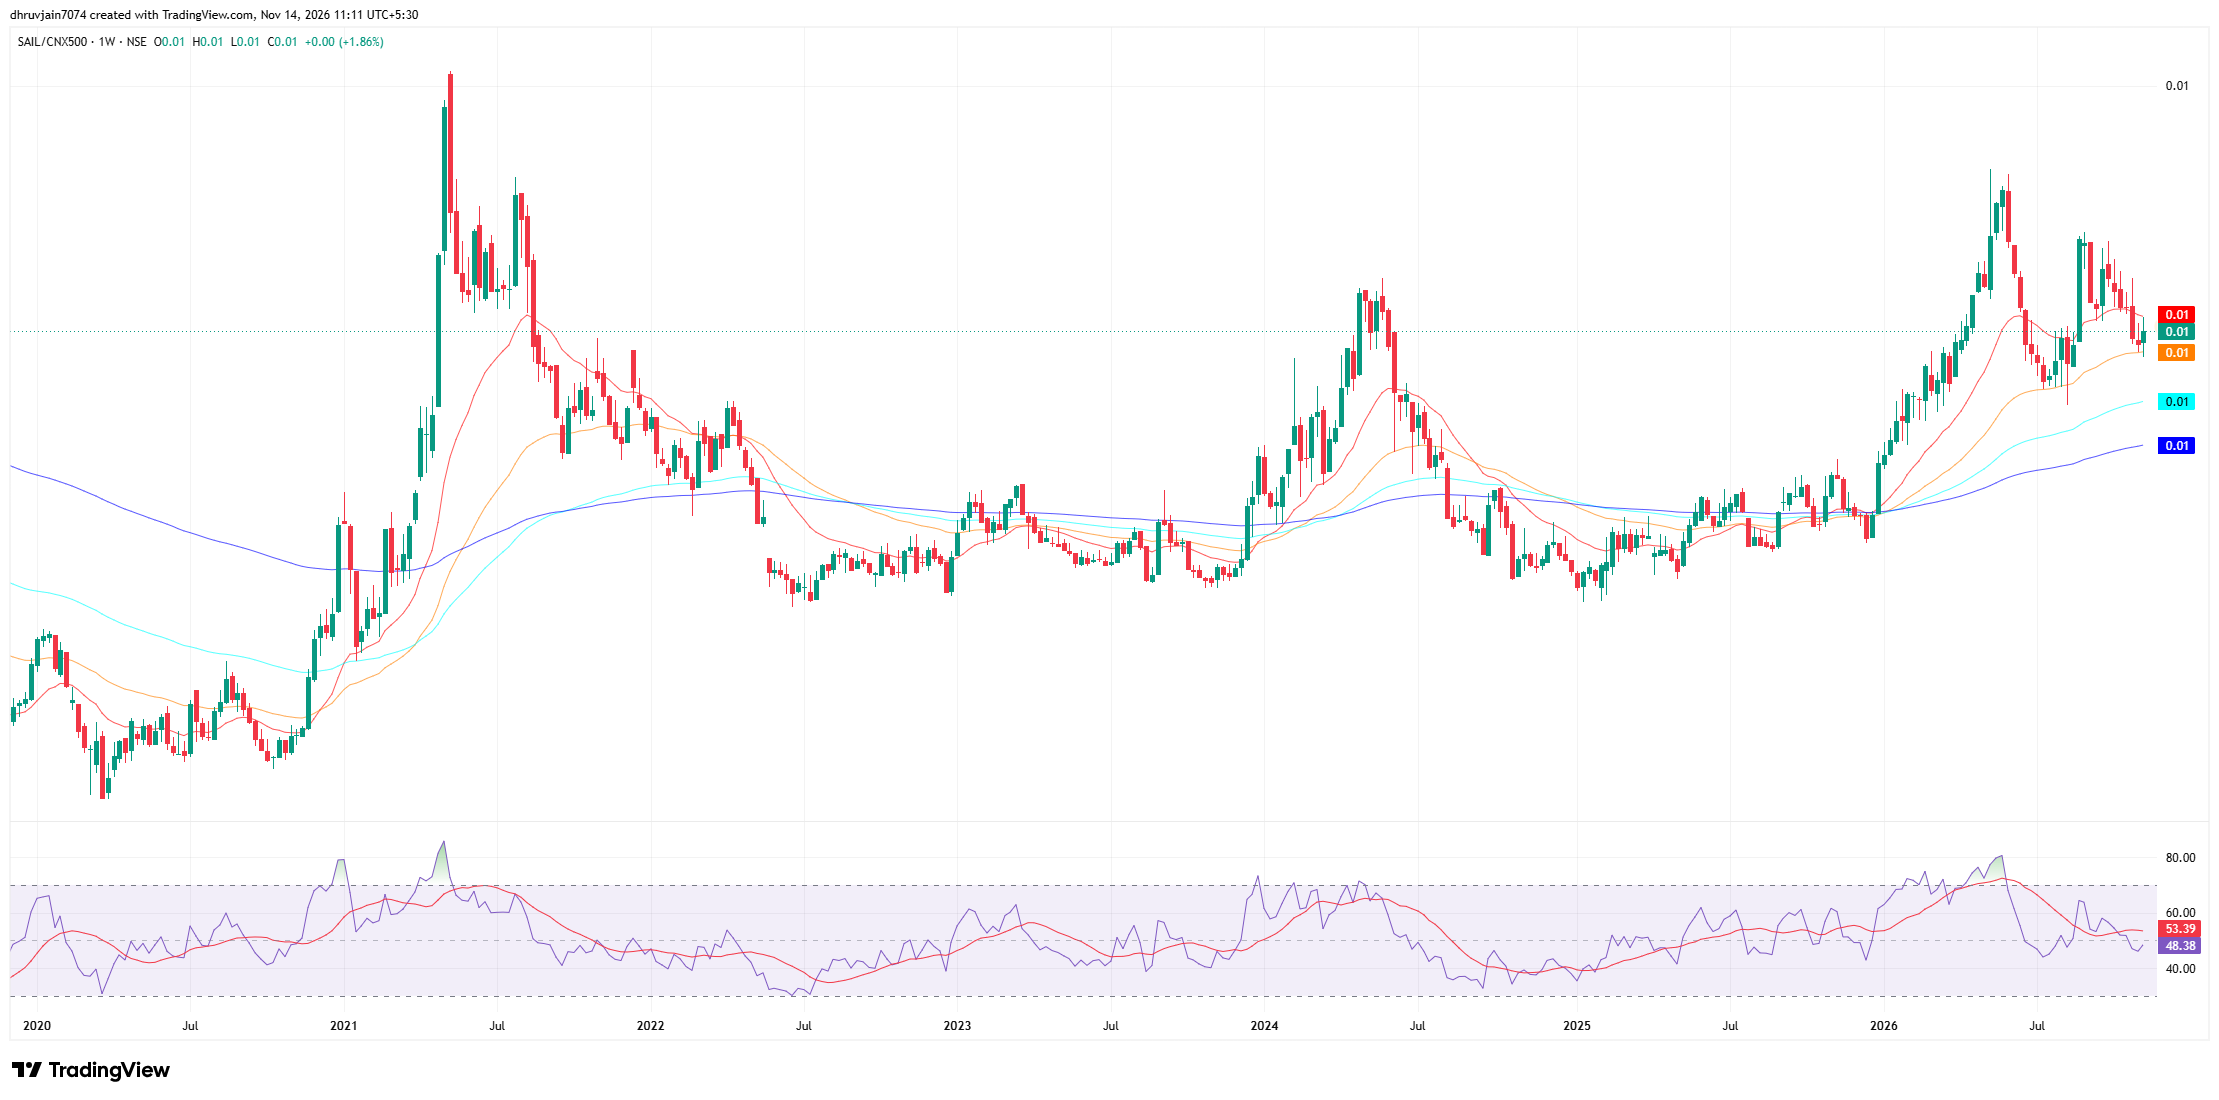 dhruvjain7074 created with TradingView.com, Nov 14, 2026 11:11 UTC+5:30
SAIL/CNX500 · 1W · NSE O0.01 H0.01 L0.01 C0.01 +0.00 (+1.86%)
0.01
0.01
0.01
0.01
0.01
0.01
80.00
60.00
53.39
48.38
40.00
2020 Jul 2021 Jul 2022 Jul 2023 Jul 2024 Jul 2025 Jul 2026 Jul
TradingView